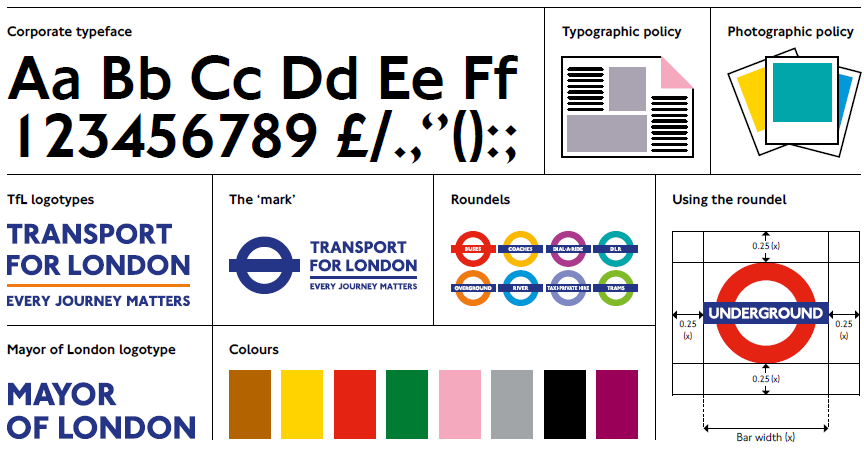 Corporate typeface
Aa Bb Cc Dd Ee Ff
123456789 £/.,‘’():;
Typographic policy
Photographic policy
TfL logotypes
TRANSPORT
FOR LONDON
EVERY JOURNEY MATTERS
The ‘mark’
TRANSPORT
FOR LONDON
EVERY JOURNEY MATTERS
Roundels
BUSES
COACHES
DIAL-A-RIDE
DLR
OVERGROUND
RIVER
TAXI-PRIVATE HIRE
TRAMS
Using the roundel
0.25 (x)
UNDERGROUND
0.25
(x)
0.25
(x)
0.25 (x)
Bar width (x)
Mayor of London logotype
MAYOR
OF LONDON
Colours